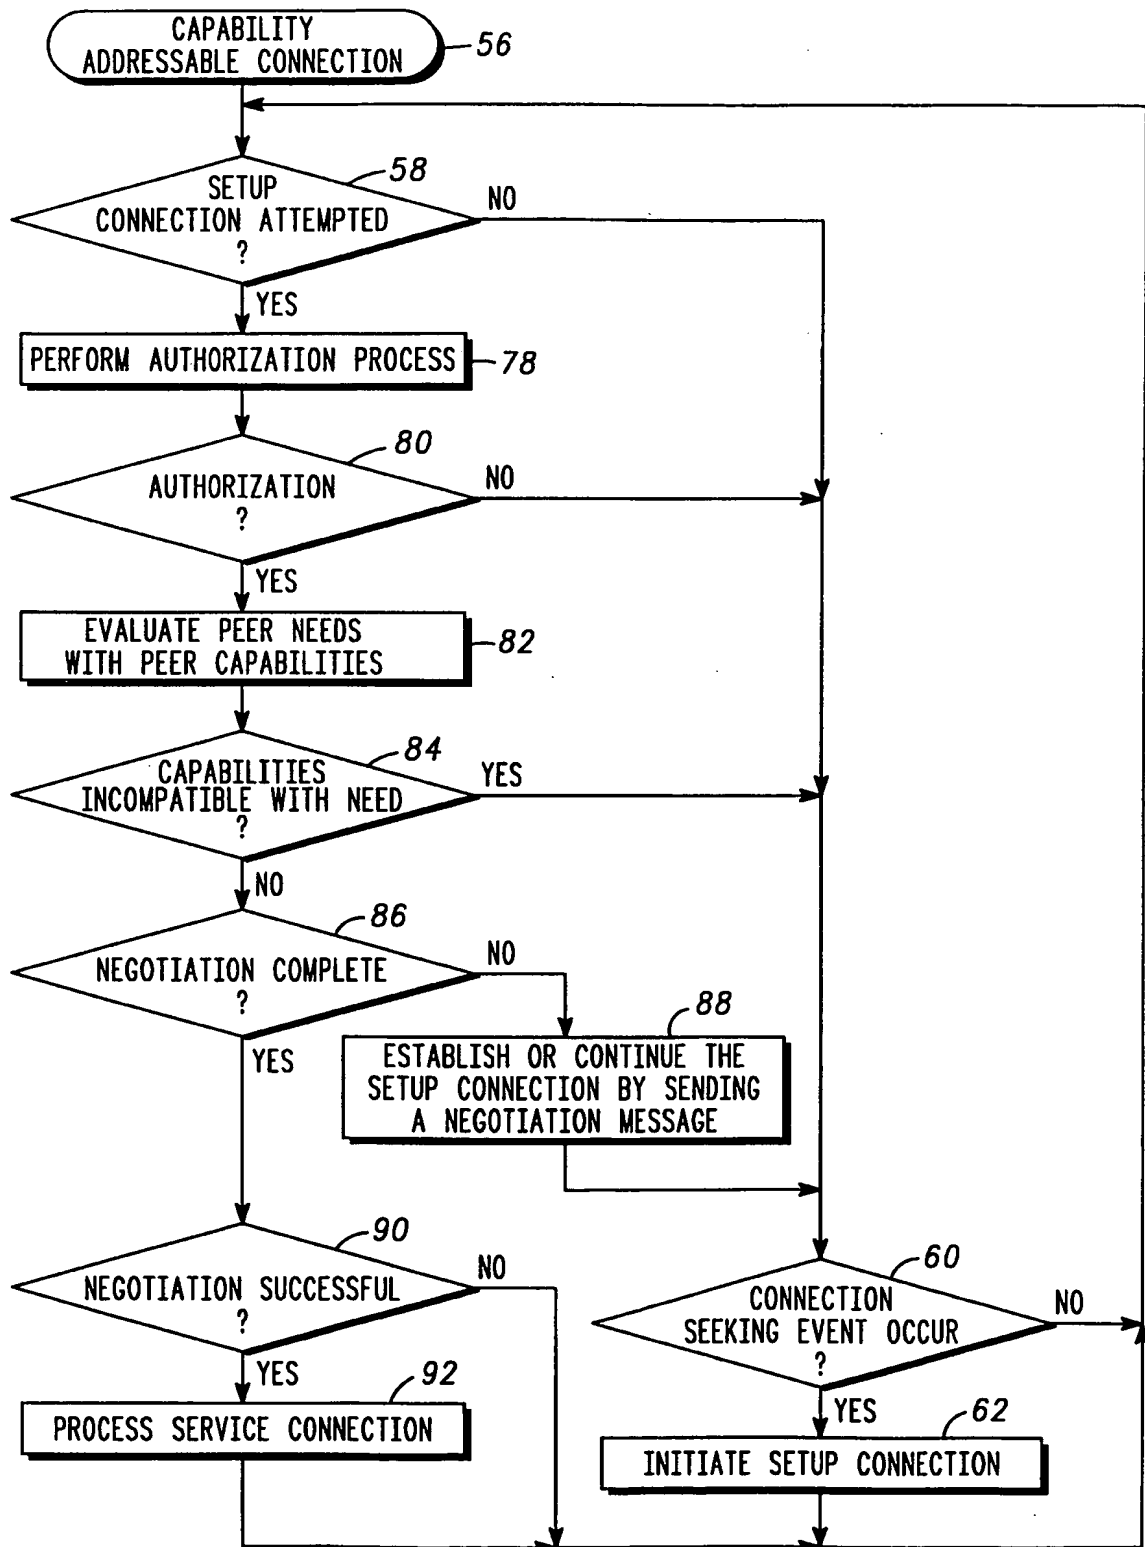 CAPABILITY
ADDRESSABLE CONNECTION
56
58
SETUP
CONNECTION ATTEMPTED
?
NO
YES
PERFORM AUTHORIZATION PROCESS
78
80
AUTHORIZATION
?
NO
YES
EVALUATE PEER NEEDS
WITH PEER CAPABILITIES
82
84
CAPABILITIES
INCOMPATIBLE WITH NEED
?
YES
NO
86
NEGOTIATION COMPLETE
?
NO
YES
88
ESTABLISH OR CONTINUE THE
SETUP CONNECTION BY SENDING
A NEGOTIATION MESSAGE
90
NEGOTIATION SUCCESSFUL
?
NO
YES
60
CONNECTION
SEEKING EVENT OCCUR
?
NO
YES
92
PROCESS SERVICE CONNECTION
62
INITIATE SETUP CONNECTION